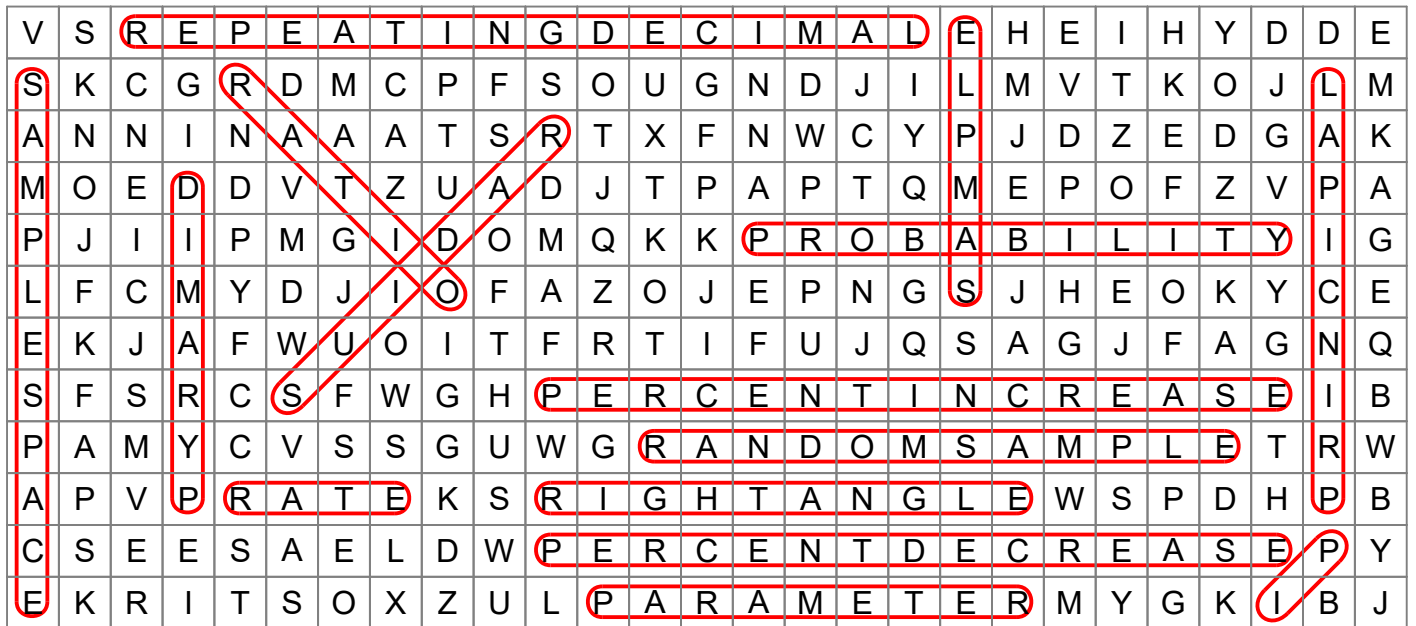 V S R E P E A T I N G D E C I M A L E H E I H Y D D E
S K C G R D M C P F S O U G N D J I L M V T K O J L M
A N N I N A A A T S R T X F N W C Y P J D Z E D G A K
M O E D D V T Z U A D J T P A P T Q M E P O F Z V P A
P J I I P M G I D O M Q K K P R O B A B I L I T Y I G
L F C M Y D J I O F A Z O J E P N G S J H E O K Y C E
E K J A F W U O I T F R T I F U J Q S A G J F A G N Q
S F S R C S F W G H P E R C E N T I N C R E A S E I B
P A M Y C V S S G U W G R A N D O M S A M P L E T R W
A P V P R A T E K S R I G H T A N G L E W S P D H P B
C S E E S A E L D W P E R C E N T D E C R E A S E P Y
E K R I T S O X Z U L P A R A M E T E R M Y G K I B J